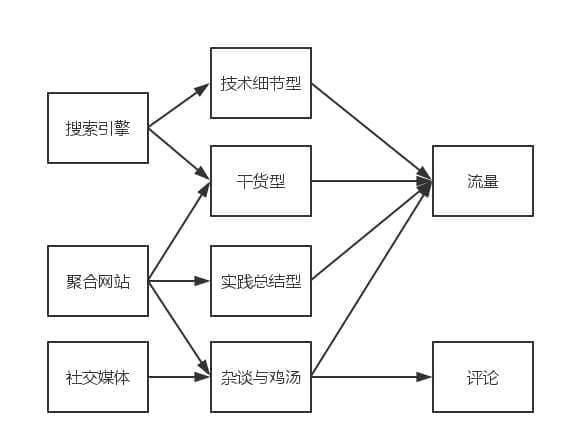 技术细节型
搜索引擎
干货型
流量
聚合网站
实践总结型
社交媒体
杂谈与鸡汤
评论